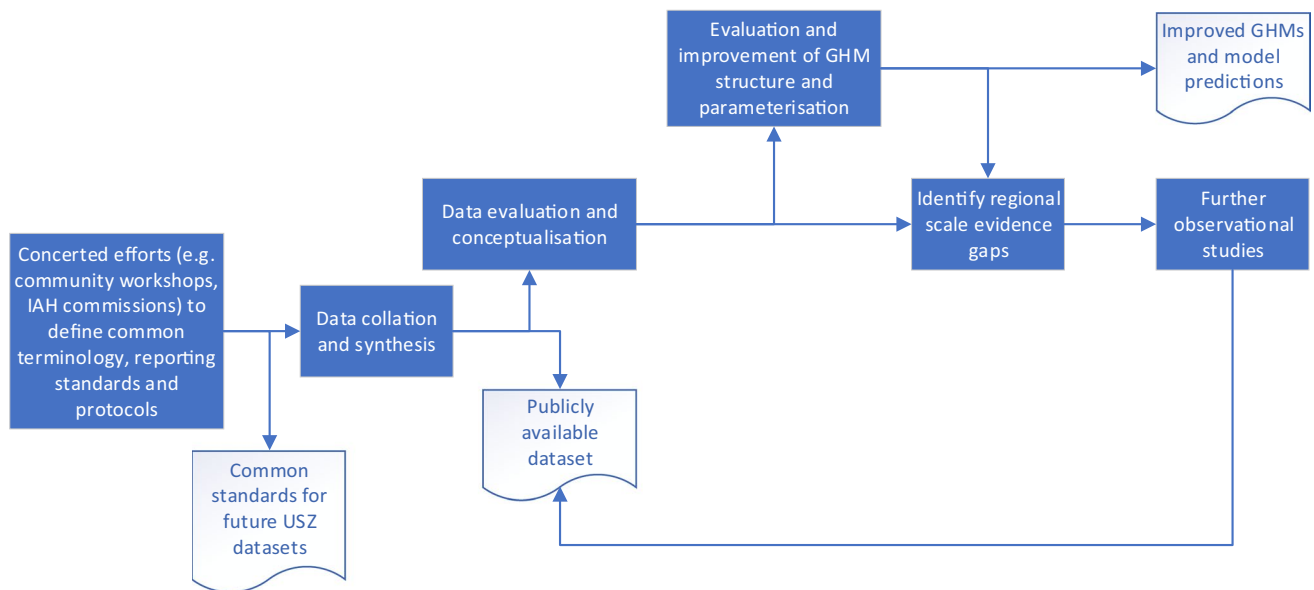 Evaluation and
improvement of GHM
structure and
parameterisation
Improved GHMs
and model
predictions
Data evaluation and
conceptualisation
Identify regional
scale evidence
gaps
Further
observational
studies
Concerted efforts (e.g.
community workshops,
IAH commissions) to
define common
terminology, reporting
standards and
protocols
Data collation
and synthesis
Publicly
available
dataset
Common
standards for
future USZ
datasets